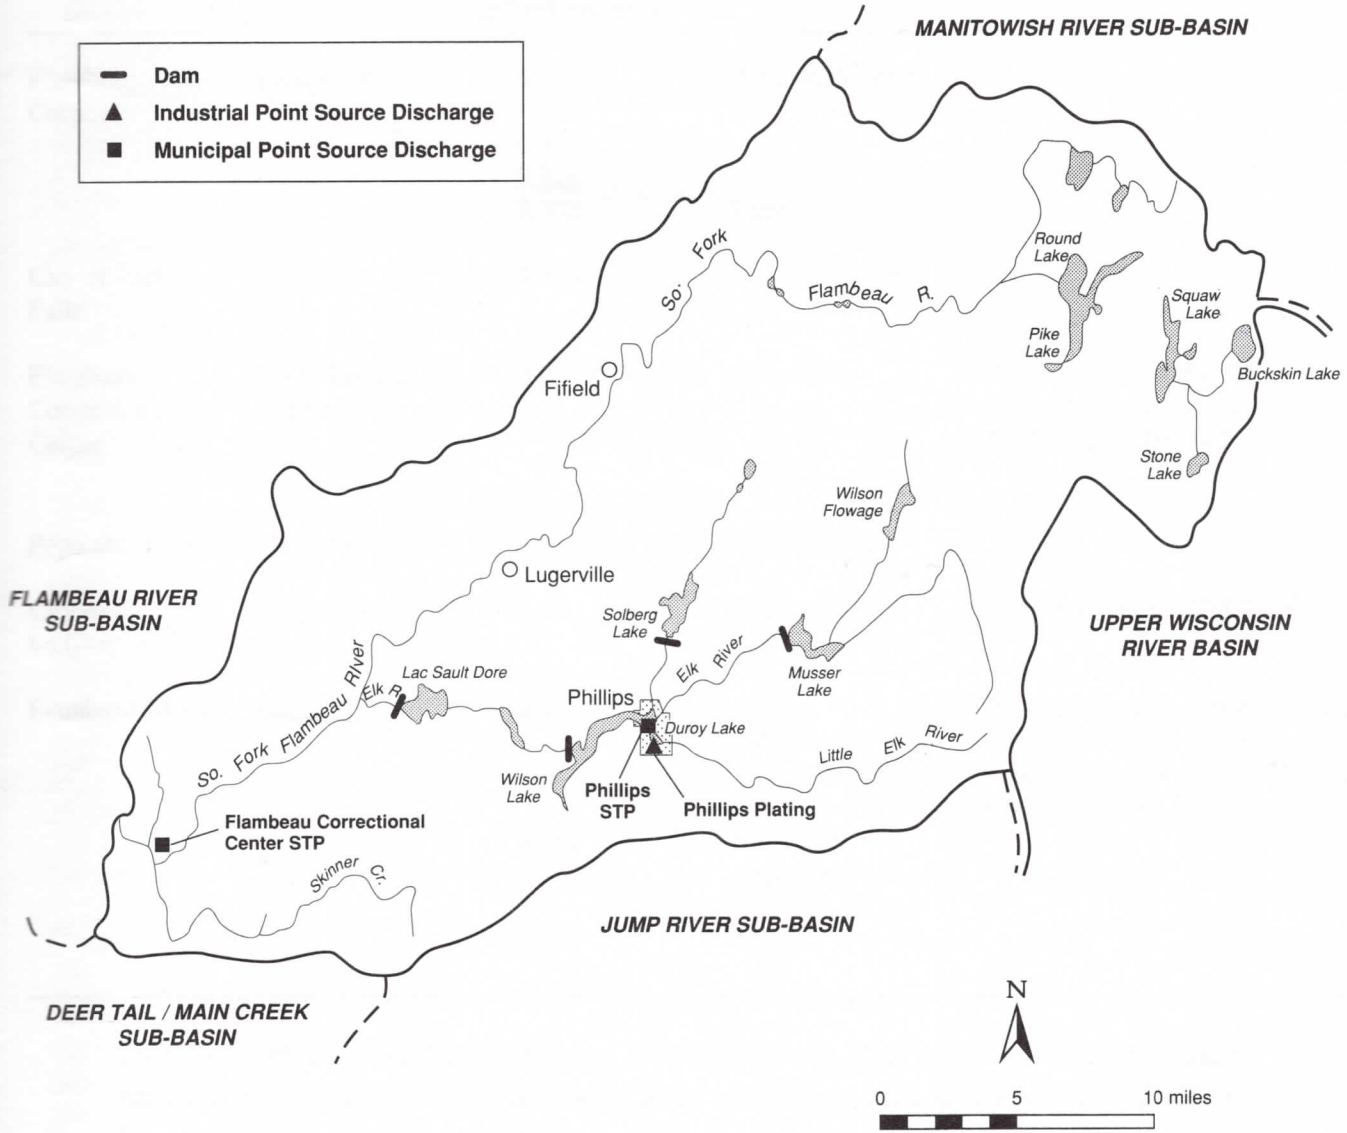 MANITOWISH RIVER SUB-BASIN
Dam
Industrial Point Source Discharge
Municipal Point Source Discharge
So. Fork Flambeau R.
Round
Lake
Pike
Lake
Squaw
Lake
Buckskin Lake
Stone
Lake
Fifield
Wilson
Flowage
Lugerville
FLAMBEAU RIVER
SUB-BASIN
UPPER WISCONSIN
RIVER BASIN
Solberg
Lake
Elk River
Musser
Lake
Lac Sault Dore
Elk R.
So. Fork Flambeau RIVER
Phillips
Duroy Lake
Little Elk River
Wilson
Lake
Phillips
STP
Phillips Plating
Flambeau Correctional
Center STP
Skinner Cr.
JUMP RIVER SUB-BASIN
DEER TAIL / MAIN CREEK
SUB-BASIN
N
0 5 10 miles